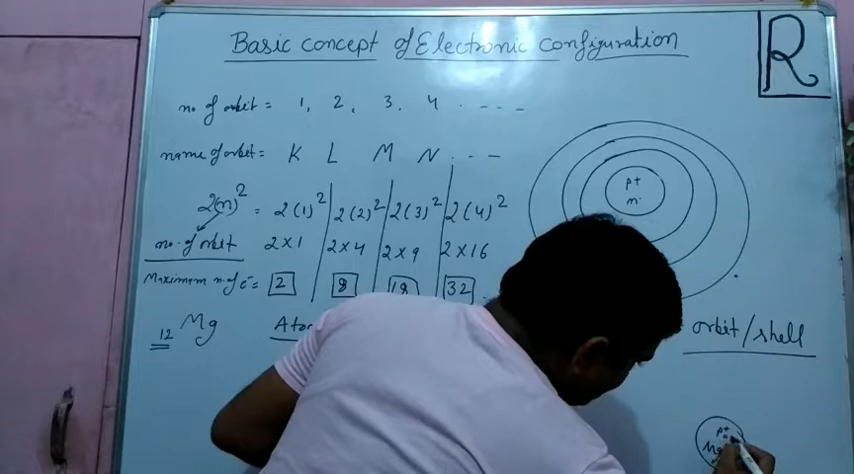 Basic concept of Electronic configuration
R
no. of orbit = 1, 2, 3, 4 . - - -
name of orbit = K L M N . - -
2(n)² = 2(1)² 2(2)² 2(3)² 2(4)²
no. of orbit 2×1 2×4 2×9 2×16
Maximum n. of e⁻ = 2 8 18 32
p+
n
12 Mg
orbit/shell
p+